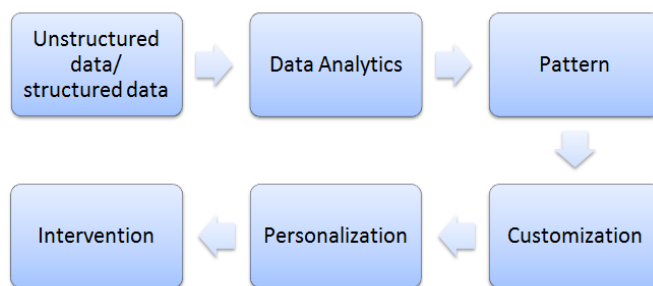 Unstructured
data/
structured data
Data Analytics
Pattern
Customization
Personalization
Intervention